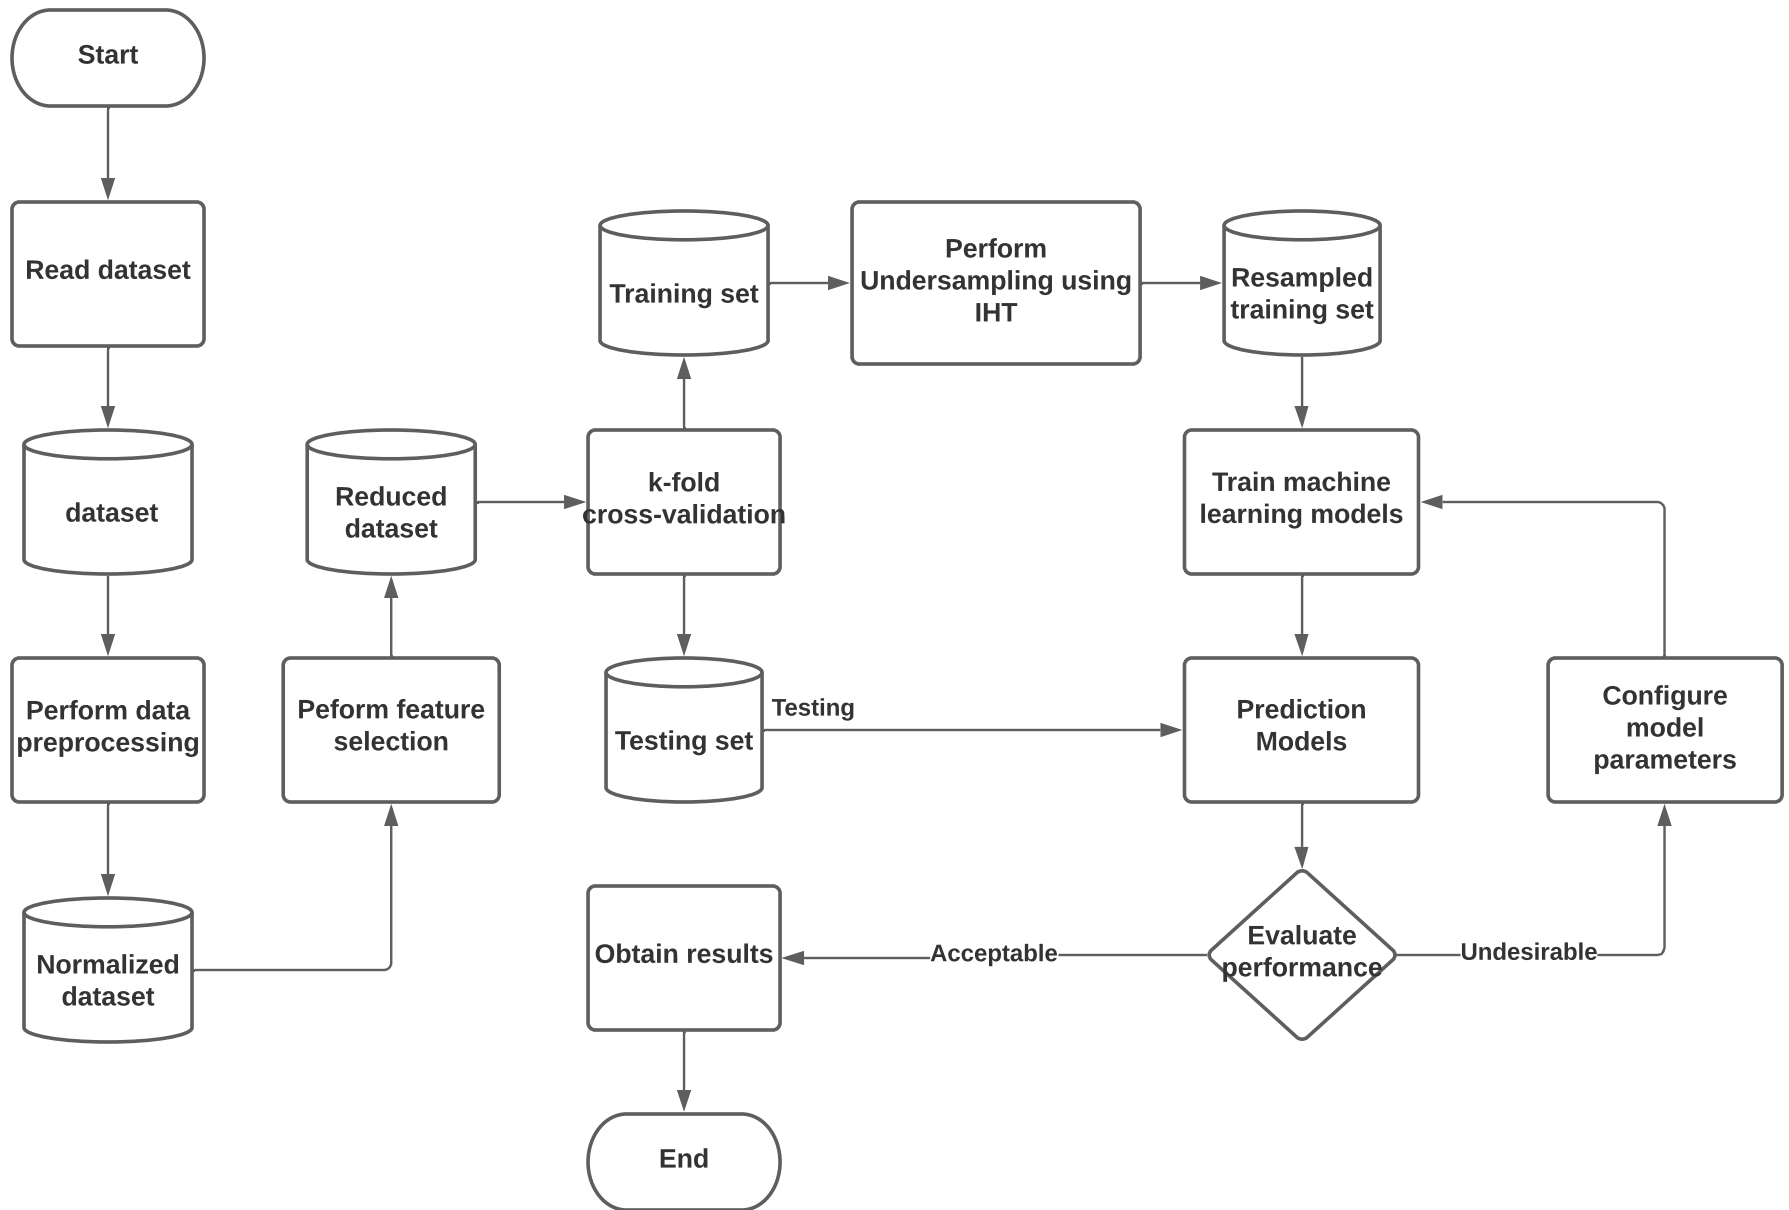 Start
Read dataset
dataset
Perform data
preprocessing
Normalized
dataset
Peform feature
selection
Reduced
dataset
k-fold
cross-validation
Training set
Perform
Undersampling using
IHT
Resampled
training set
Train machine
learning models
Testing set
Testing
Prediction
Models
Configure
model
parameters
Evaluate
performance
Undesirable
Acceptable
Obtain results
End